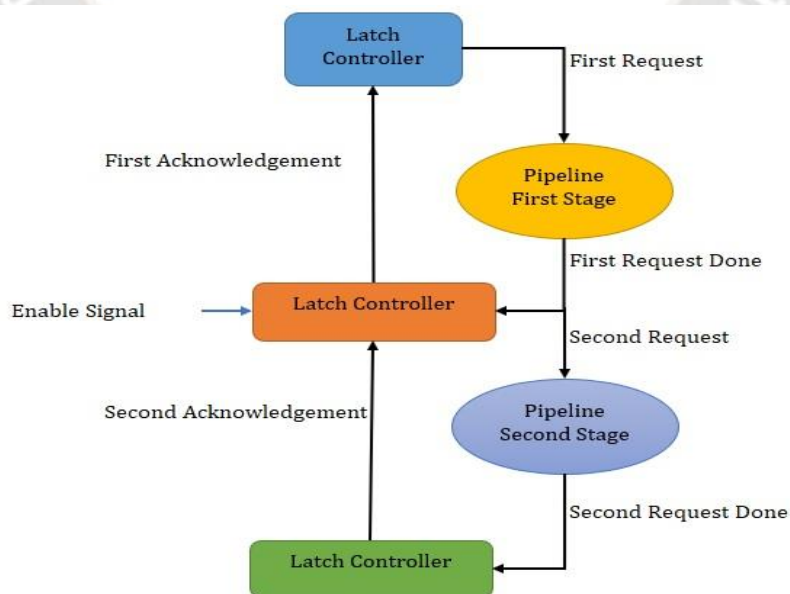 Latch
Controller
First Request
First Acknowledgement
Pipeline
First Stage
First Request Done
Enable Signal
Latch Controller
Second Request
Second Acknowledgement
Pipeline
Second Stage
Second Request Done
Latch Controller